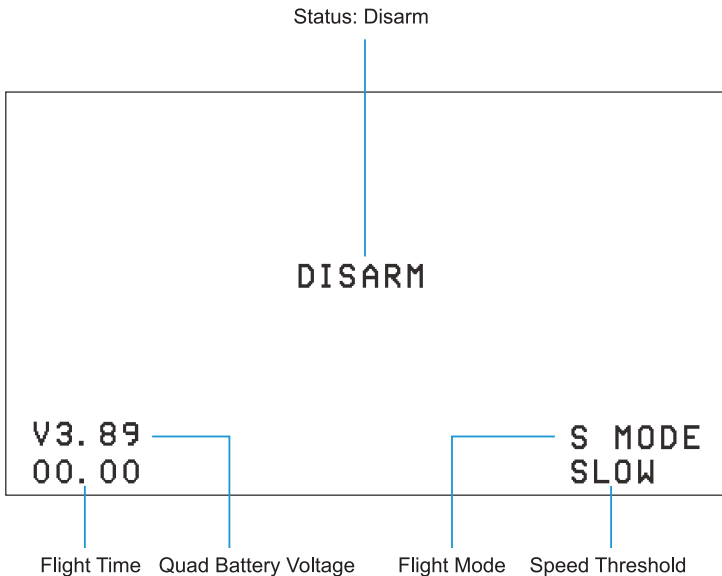 Status: Disarm
DISARM
V3.89
S MODE
00.00
SLOW
Flight Time
Quad Battery Voltage
Flight Mode
Speed Threshold